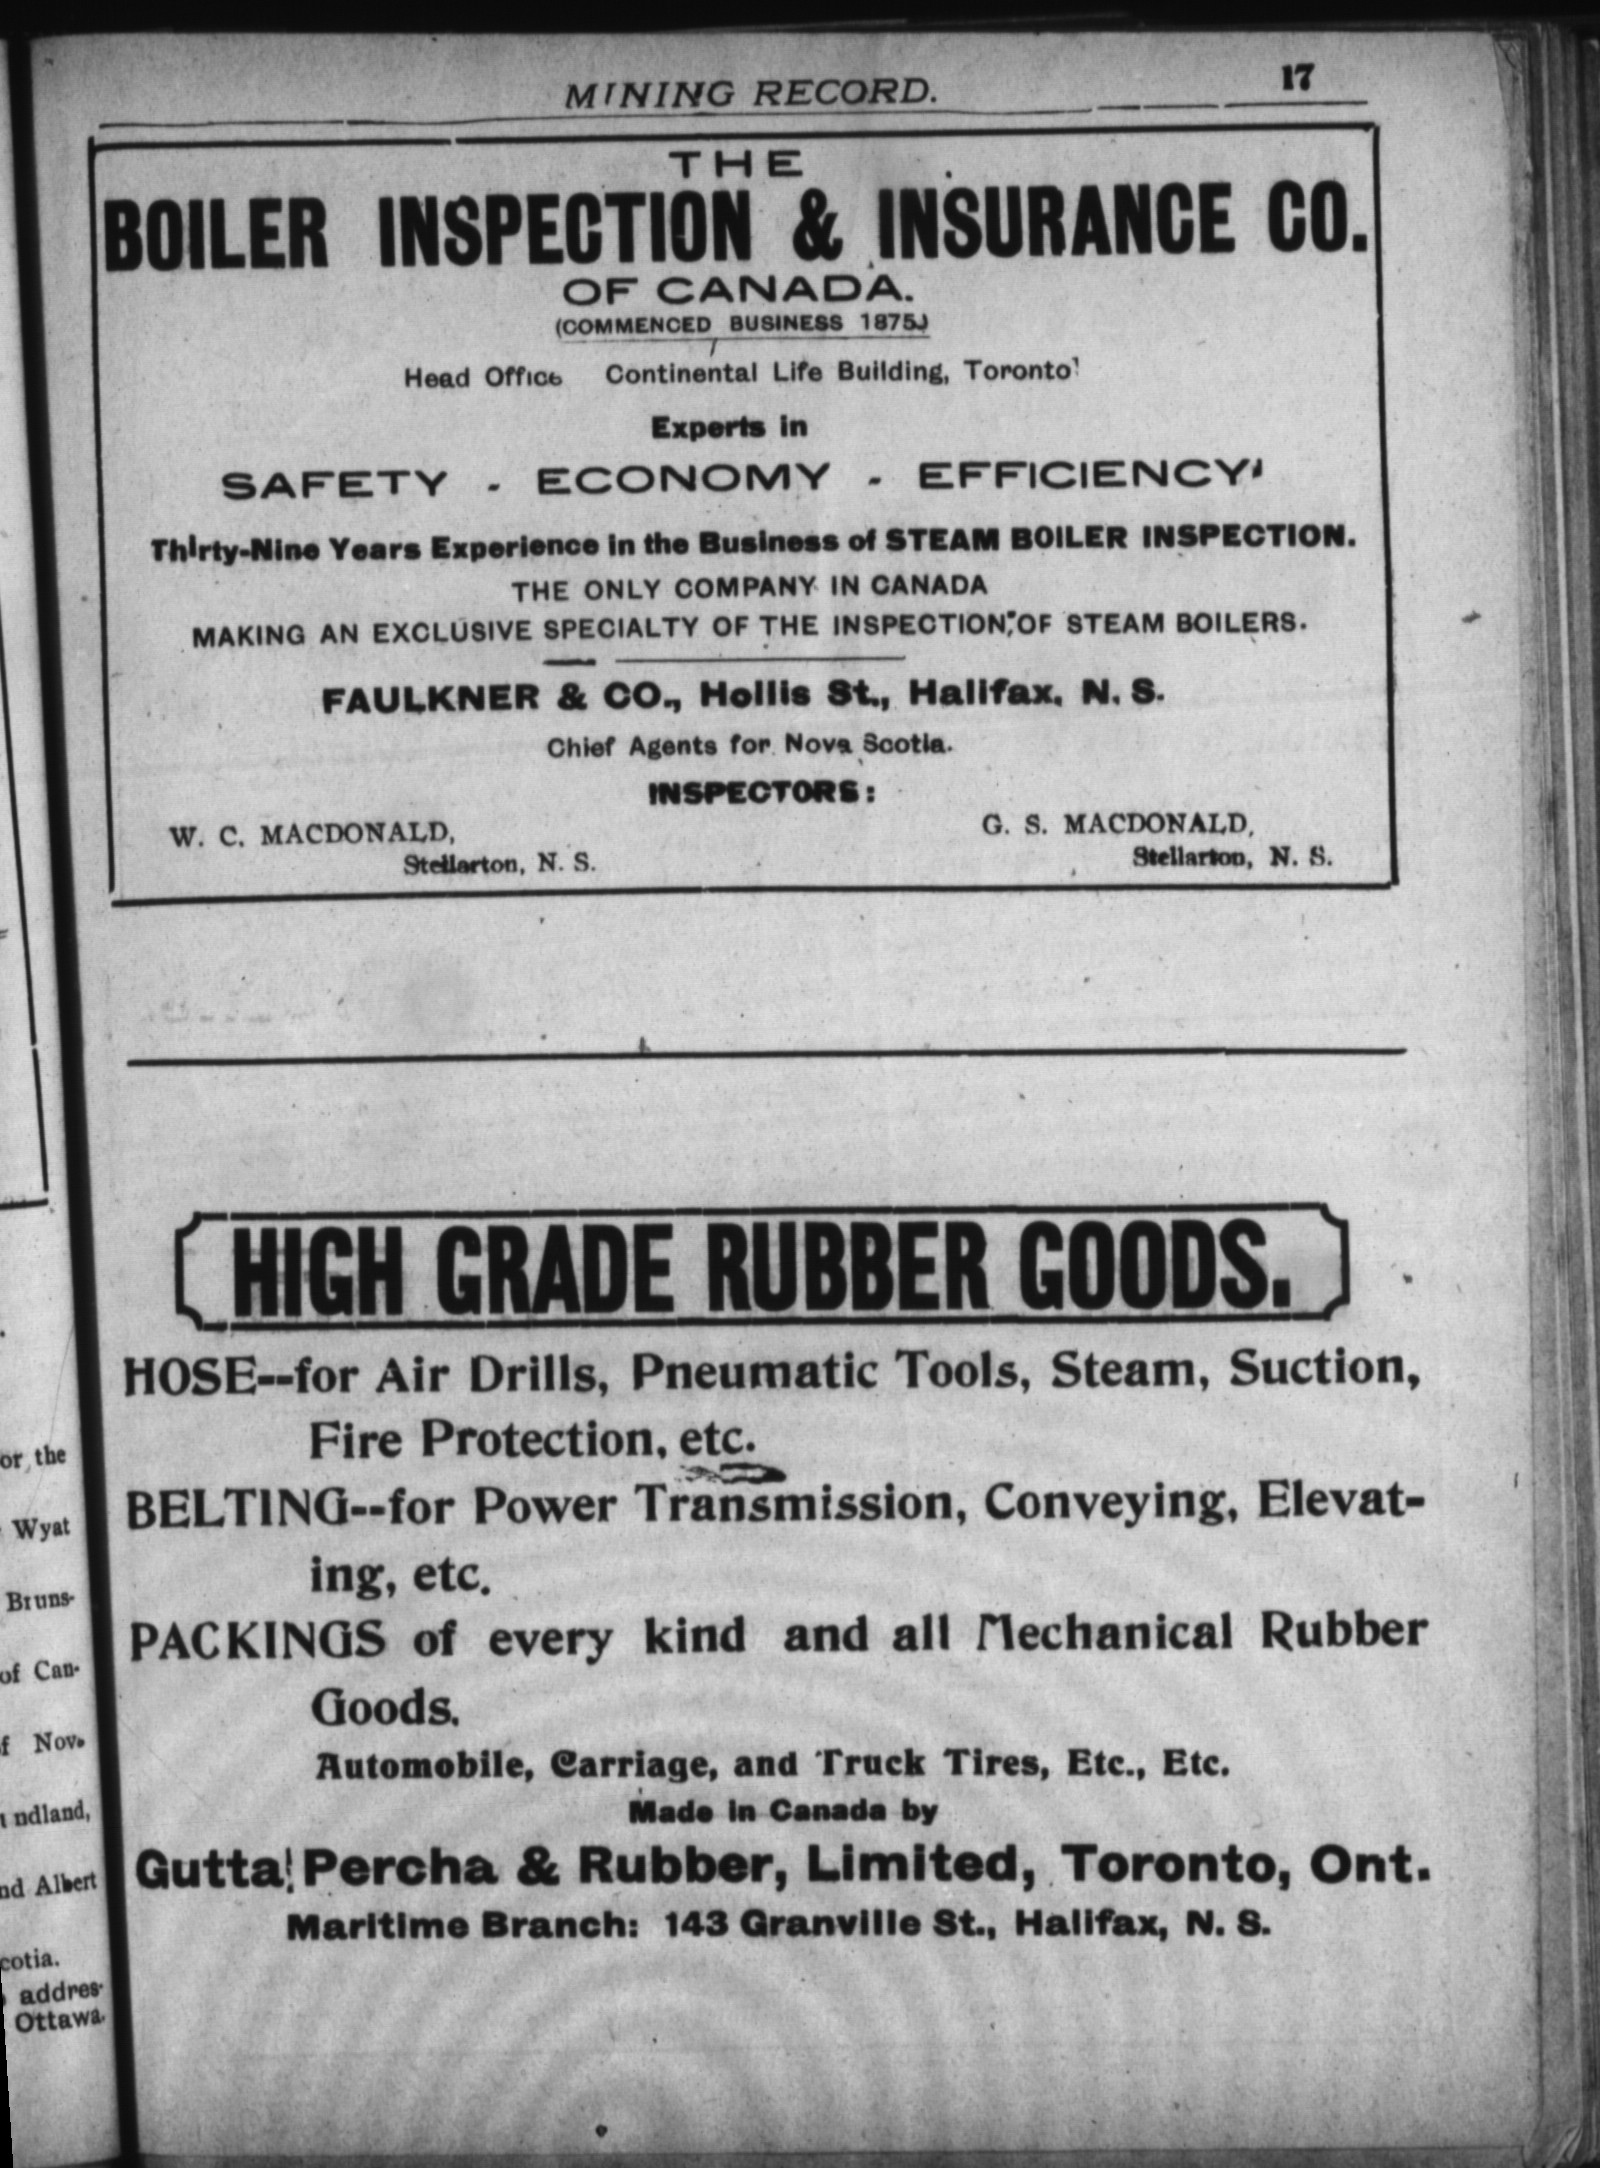 MINING RECORD.
17
THE
BOILER INSPECTION & INSURANCE CO.
OF CANADA.
(COMMENCED BUSINESS 1875)
Head Office Continental Life Building, Toronto
Experts in
SAFETY - ECONOMY - EFFICIENCY
Thirty-Nine Years Experience in the Business of STEAM BOILER INSPECTION.
THE ONLY COMPANY IN CANADA
MAKING AN EXCLUSIVE SPECIALTY OF THE INSPECTION OF STEAM BOILERS.
FAULKNER & CO., Hollis St., Halifax, N. S.
Chief Agents for Nova Scotia.
INSPECTORS:
W. C. MACDONALD,
Stellarton, N. S.
G. S. MACDONALD,
Stellarton, N. S.
HIGH GRADE RUBBER GOODS.
HOSE--for Air Drills, Pneumatic Tools, Steam, Suction,
Fire Protection, etc.
BELTING--for Power Transmission, Conveying, Elevat-
ing, etc.
PACKINGS of every kind and all Mechanical Rubber
Goods.
Automobile, Carriage, and Truck Tires, Etc., Etc.
Made in Canada by
Gutta Percha & Rubber, Limited, Toronto, Ont.
Maritime Branch: 143 Granville St., Halifax, N. S.
or the
Wyat
Bruns-
of Can-
Nov
ndland,
nd Albert
cotia.
addres-
Ottawa.